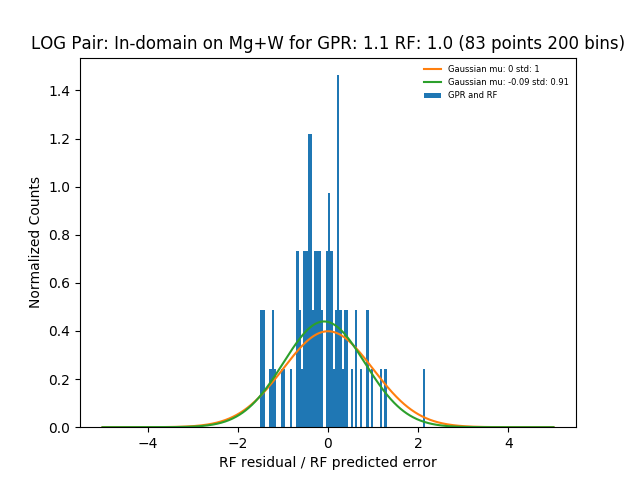 LOG Pair: In-domain on Mg+W for GPR: 1.1 RF: 1.0 (83 points 200 bins)
Gaussian mu: 0 std: 1
Gaussian mu: -0.09 std: 0.91
GPR and RF
Normalized Counts
1.4
1.2
1.0
0.8
0.6
0.4
0.2
0.0
−4 −2 0 2 4
RF residual / RF predicted error